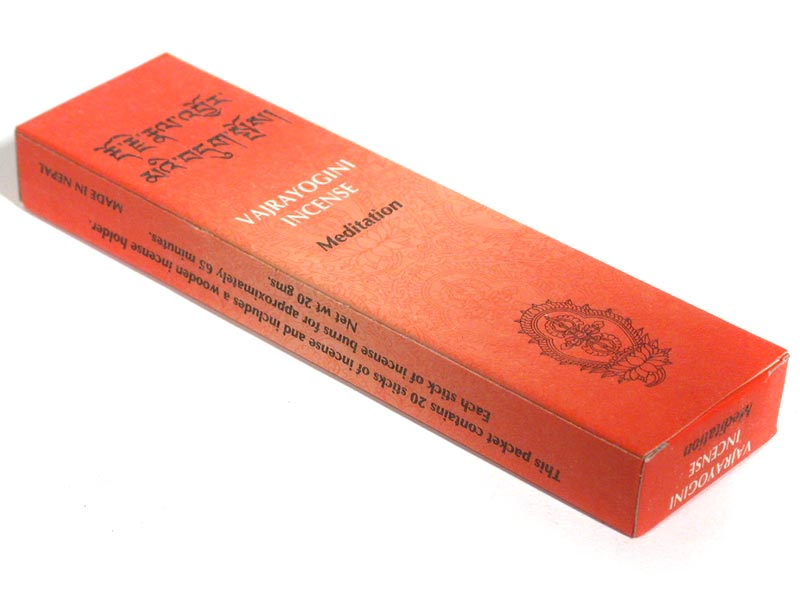 རྡོ་རྗེ་རྣལ་འབྱོར་
མའི་བདུག་སྤོས།
VAJRAYOGINI
INCENSE
Meditation
MADE IN NEPAL
This packet contains 20 sticks of incense and includes a wooden incense holder.
Each stick of incense burns for approximately 65 minutes.
Net wt 20 gms.
VAJRAYOGINI
INCENSE
Meditation